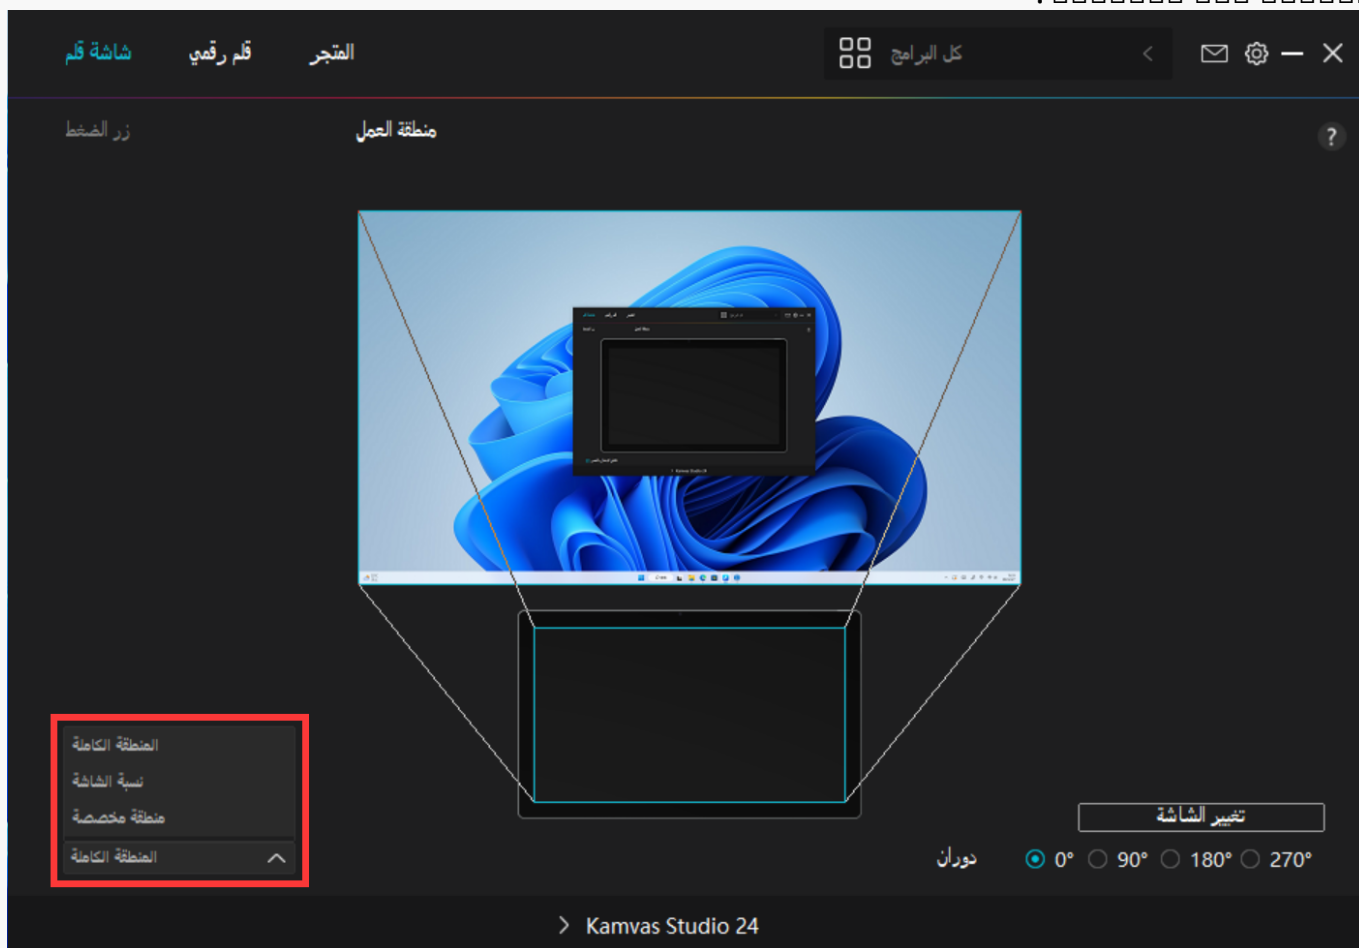 شاشة قلم
قلم رقمي
المتجر
كل البرامج
زر الضغط
منطقة العمل
?
المنطقة الكاملة
نسبة الشاشة
منطقة مخصصة
المنطقة الكاملة
تغيير الشاشة
دوران 0° 90° 180° 270°
Kamvas Studio 24